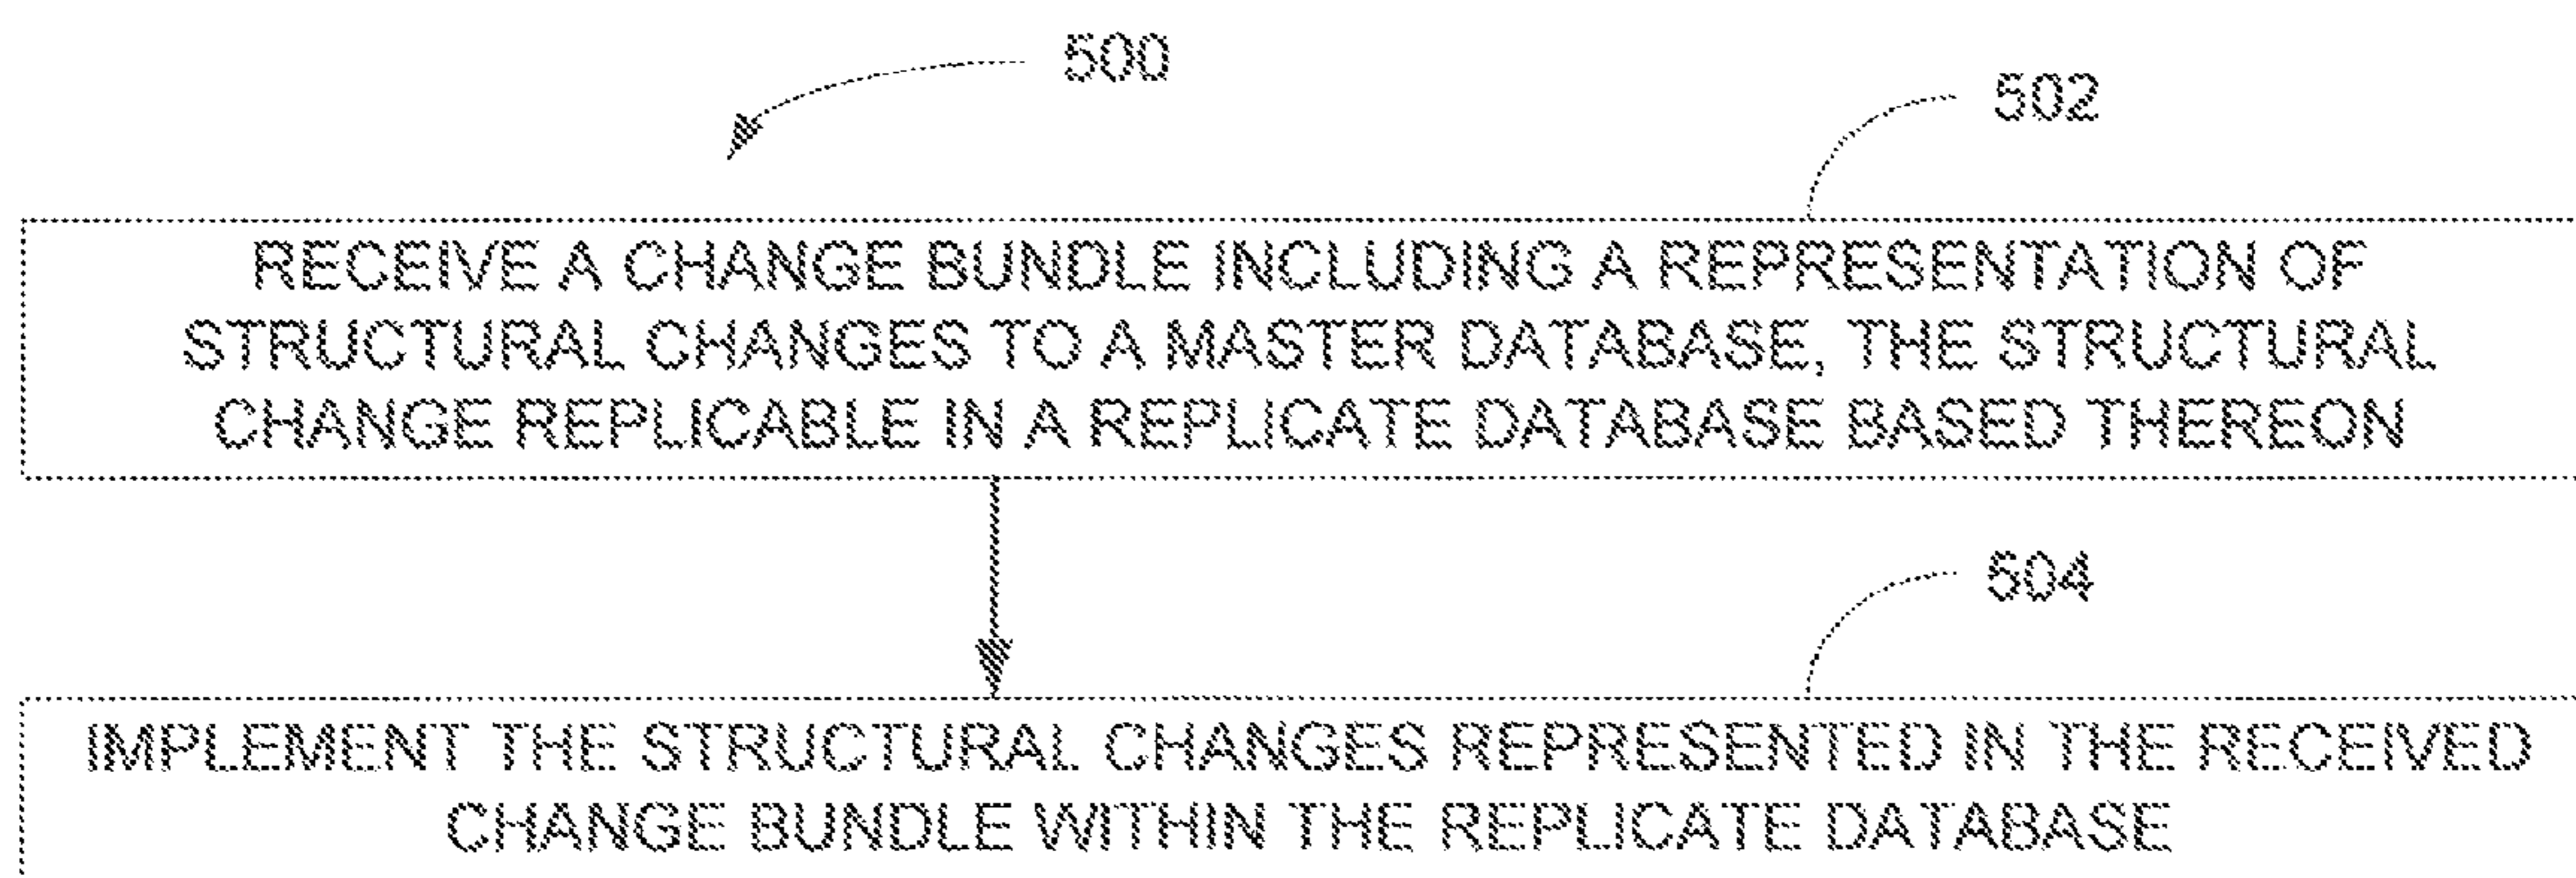 500
502
RECEIVE A CHANGE BUNDLE INCLUDING A REPRESENTATION OF
STRUCTURAL CHANGES TO A MASTER DATABASE, THE STRUCTURAL
CHANGE REPLICABLE IN A REPLICATE DATABASE BASED THEREON
504
IMPLEMENT THE STRUCTURAL CHANGES REPRESENTED IN THE RECEIVED
CHANGE BUNDLE WITHIN THE REPLICATE DATABASE